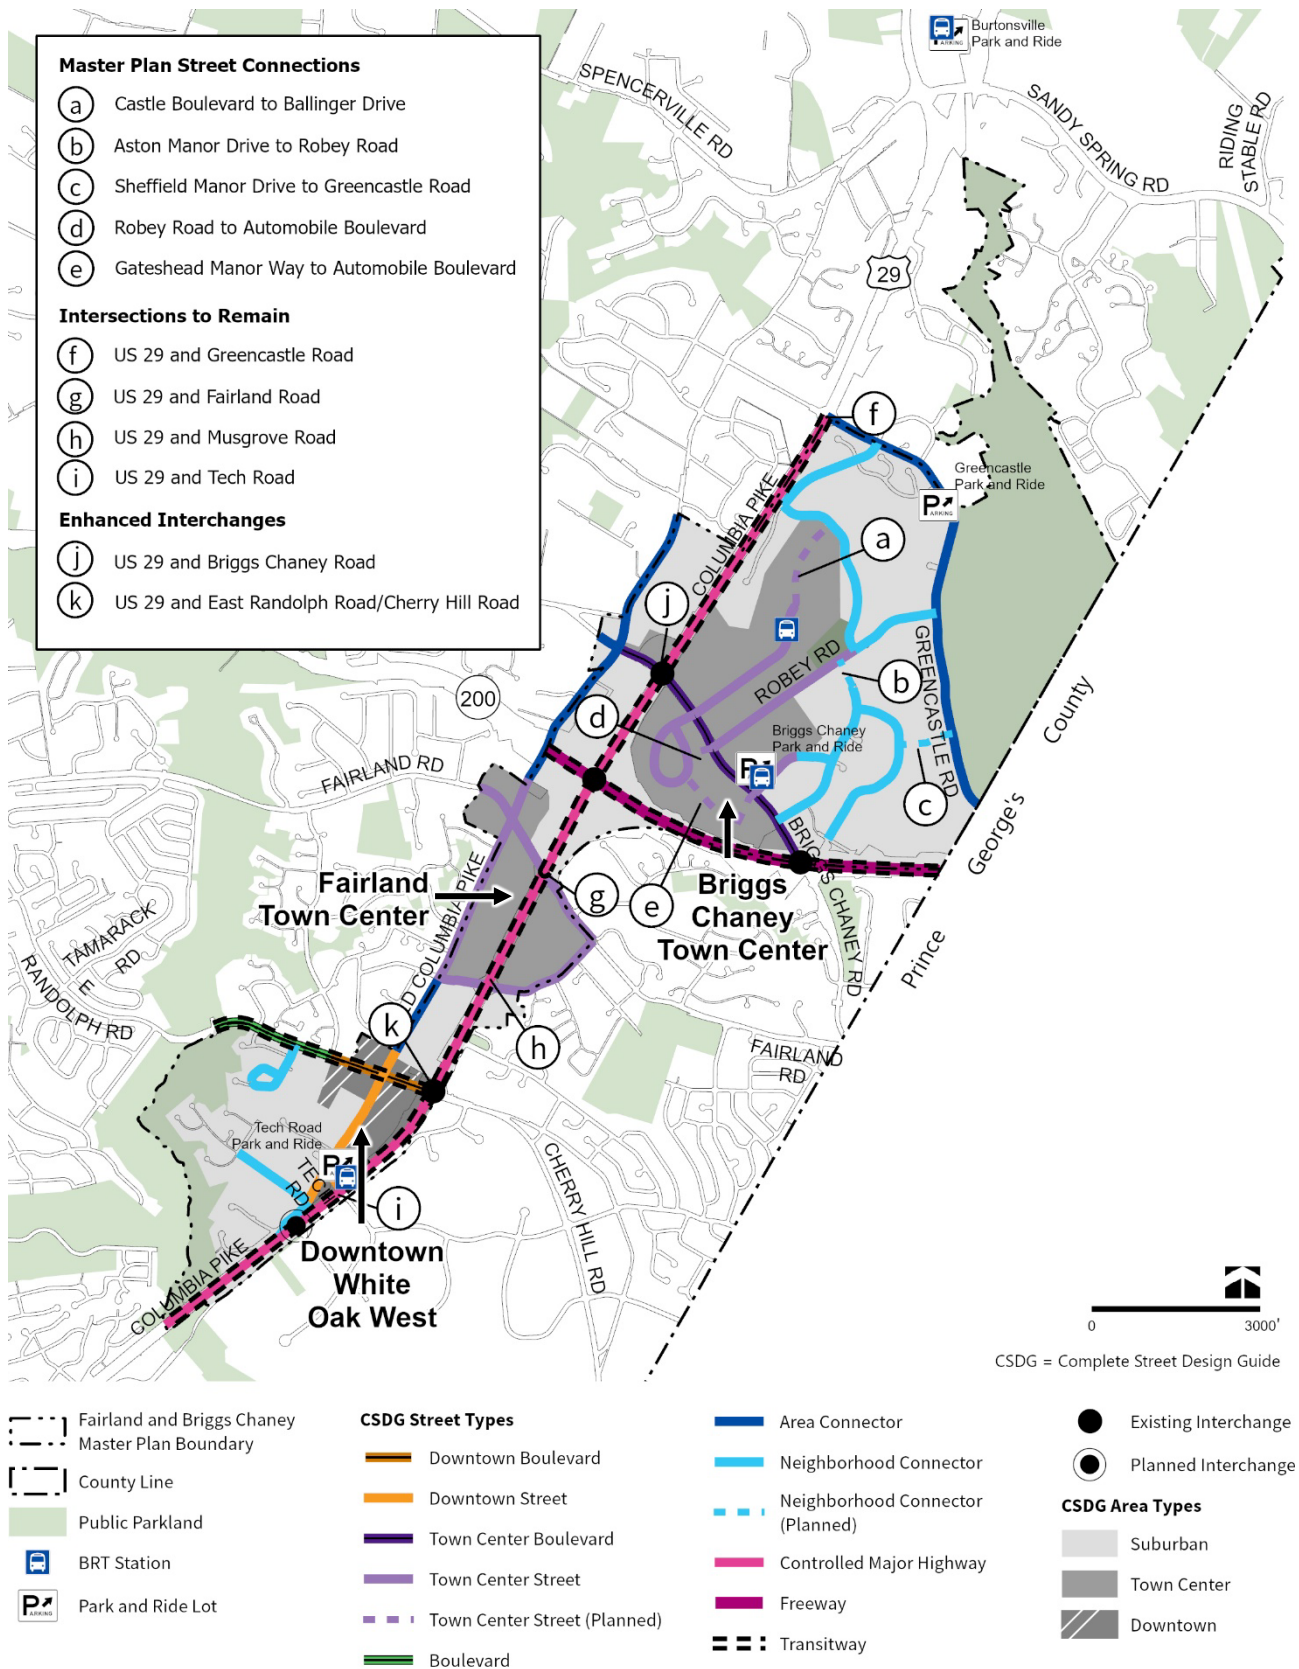 Burtonsville
Park and Ride
PARKING
Master Plan Street Connections
a Castle Boulevard to Ballinger Drive
b Aston Manor Drive to Robey Road
c Sheffield Manor Drive to Greencastle Road
d Robey Road to Automobile Boulevard
e Gateshead Manor Way to Automobile Boulevard
Intersections to Remain
f US 29 and Greencastle Road
g US 29 and Fairland Road
h US 29 and Musgrove Road
i US 29 and Tech Road
Enhanced Interchanges
j US 29 and Briggs Chaney Road
k US 29 and East Randolph Road/Cherry Hill Road
SPENCERVILLE RD
SANDY SPRING RD
RIDING
STABLE RD
29
f
Greencastle
Park and Ride
P
PARKING
COLUMBIA PIKE
a
j
ROBEY RD
b
GREENCASTLE RD
County
200
d
Briggs Chaney
Park and Ride
P
FAIRLAND RD
c
George's
BRIGGS CHANEY RD
Fairland
Town Center
g
e
Briggs
Chaney
Town Center
Prince
OLD COLUMBIA PIKE
TAMARACK
RD
E
RANDOLPH RD
k
h
FAIRLAND
RD
Tech Road
Park and Ride
P
TECH
RD
i
CHERRY HILL RD
COLUMBIA PIKE
Downtown
White
Oak West
0 3000'
CSDG = Complete Street Design Guide
Fairland and Briggs Chaney
Master Plan Boundary
County Line
Public Parkland
BRT Station
P
PARKING
Park and Ride Lot
CSDG Street Types
Downtown Boulevard
Downtown Street
Town Center Boulevard
Town Center Street
Town Center Street (Planned)
Boulevard
Area Connector
Neighborhood Connector
Neighborhood Connector
(Planned)
Controlled Major Highway
Freeway
Transitway
Existing Interchange
Planned Interchange
CSDG Area Types
Suburban
Town Center
Downtown